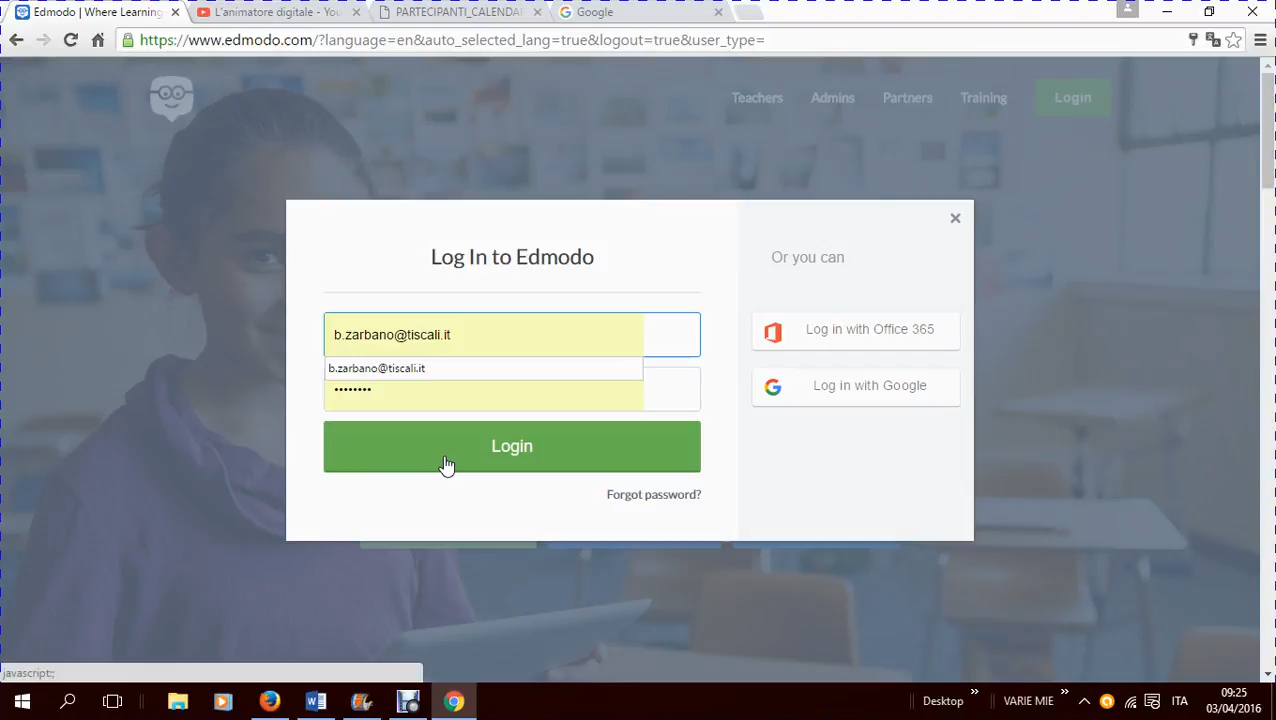 Edmodo | Where Learning
L'animatore digitale - You
PARTECIPANTI_CALENDA
Google
https://www.edmodo.com/?language=en&auto_selected_lang=true&logout=true&user_type=
Teachers
Admins
Partners
Training
Login
Log In to Edmodo
Or you can
b.zarbano@tiscali.it
Log in with Office 365
b.zarbano@tiscali.it
••••••••
Log in with Google
Login
Forgot password?
javascript:;
Desktop
VARIE MIE
ITA
09:25
03/04/2016